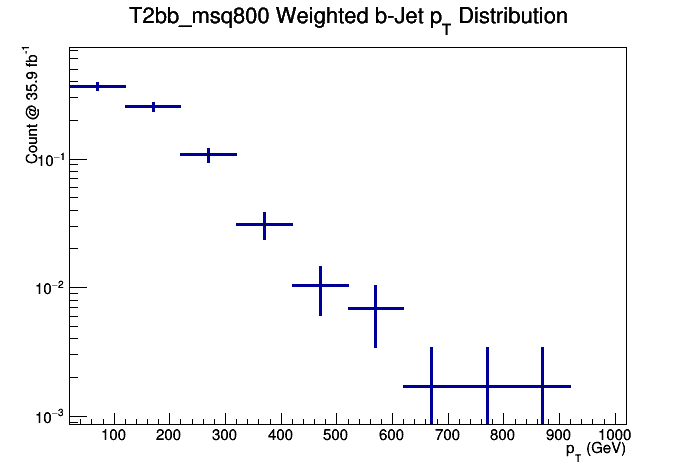 T2bb_msq800 Weighted b-Jet p_T Distribution
Count @ 35.9 fb^-1
10^-1
10^-2
10^-3
100 200 300 400 500 600 700 800 900 1000
p_T (GeV)